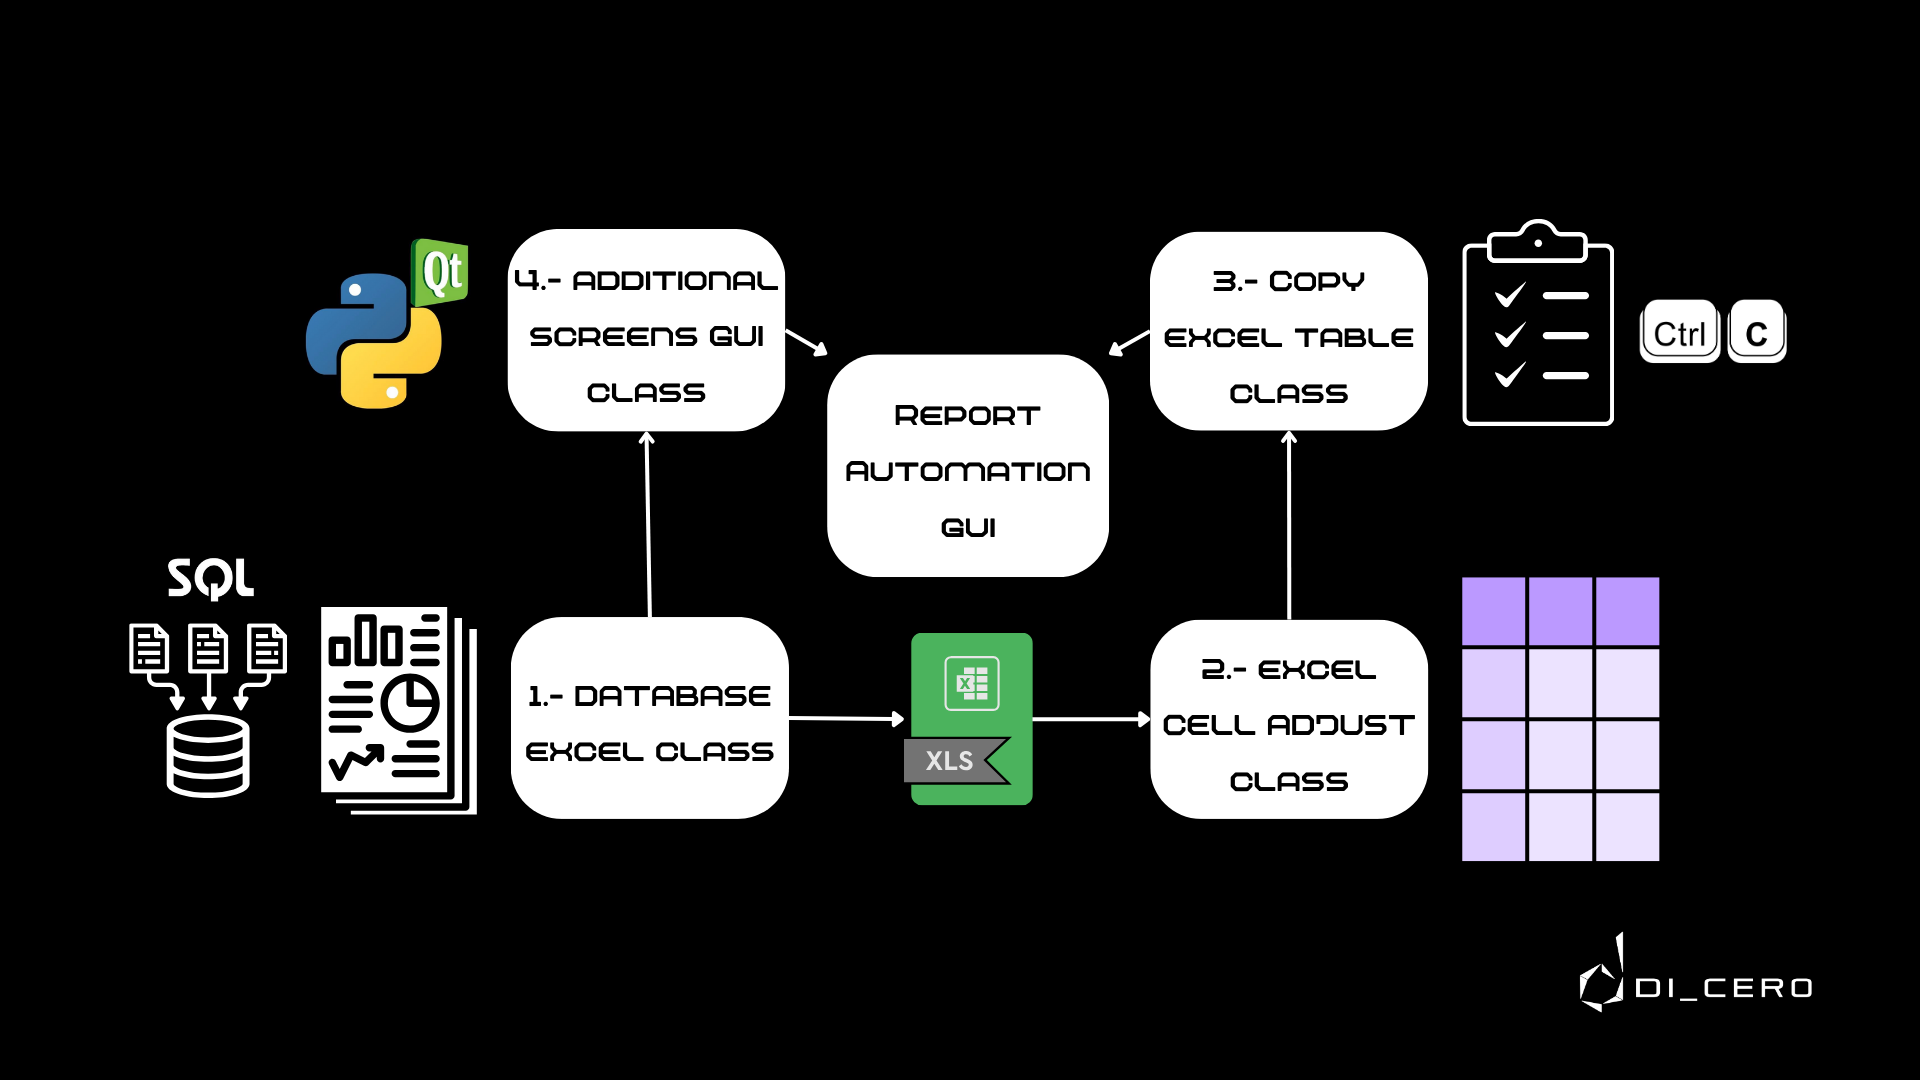 Qt
4.- ADDITIONAL
SCREENS GUI
CLASS
3.- COPY
EXCEL TABLE
CLASS
Ctrl C
REPORT
AUTOMATION
GUI
SQL
1.- DATABASE
EXCEL CLASS
X
XLS
2.- EXCEL
CELL ADJUST
CLASS
DI_CERO